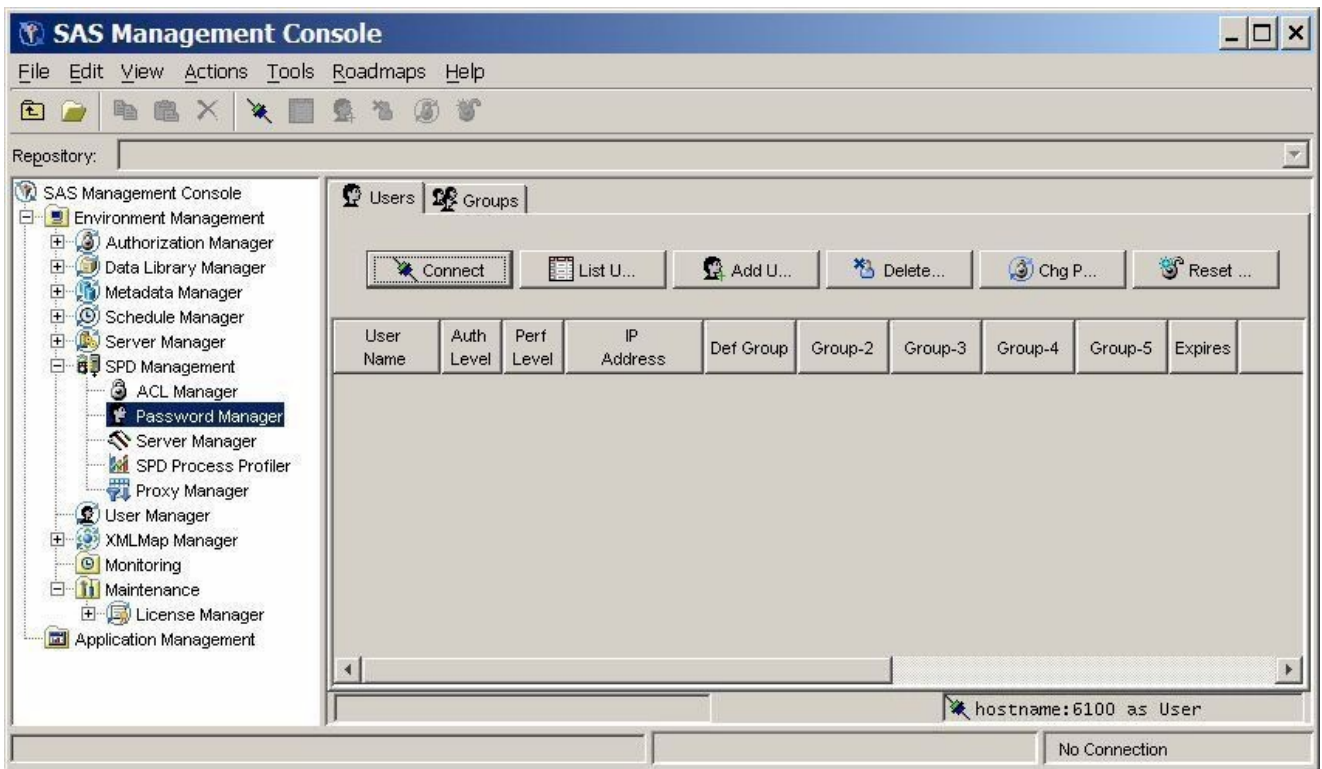 SAS Management Console
File Edit View Actions Tools Roadmaps Help
Repository:
SAS Management Console
Environment Management
Authorization Manager
Data Library Manager
Metadata Manager
Schedule Manager
Server Manager
SPD Management
ACL Manager
Password Manager
Server Manager
SPD Process Profiler
Proxy Manager
User Manager
XMLMap Manager
Monitoring
Maintenance
License Manager
Application Management
Users Groups
Connect List U... Add U... Delete... Chg P... Reset ...
User Name Auth Level Perf Level IP Address Def Group Group-2 Group-3 Group-4 Group-5 Expires
hostname:6100 as User
No Connection